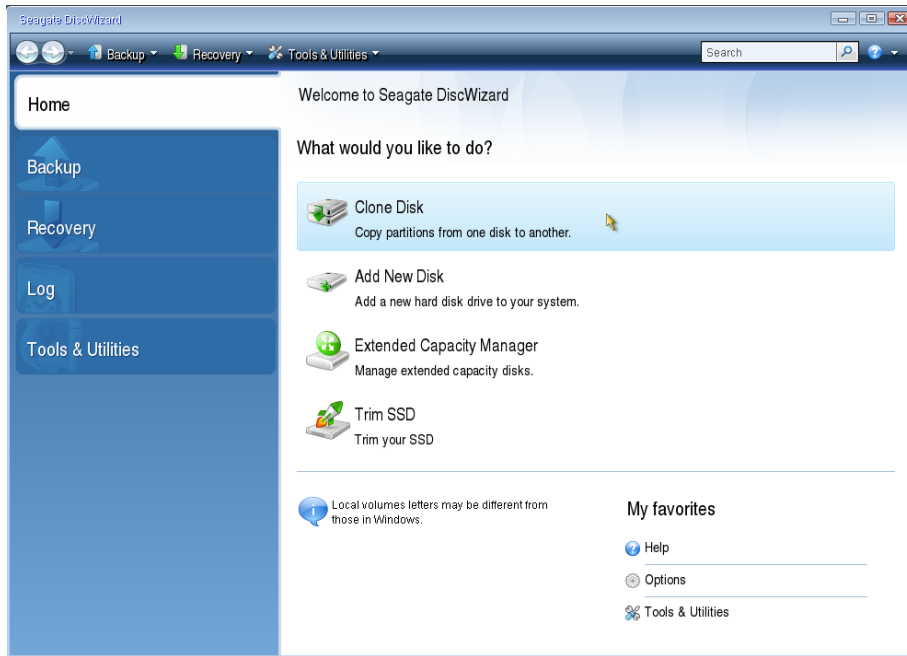 Seagate DiscWizard
Backup
Recovery
Tools & Utilities
Search
Home
Backup
Recovery
Log
Tools & Utilities
Welcome to Seagate DiscWizard
What would you like to do?
Clone Disk
Copy partitions from one disk to another.
Add New Disk
Add a new hard disk drive to your system.
Extended Capacity Manager
Manage extended capacity disks.
Trim SSD
Trim your SSD
Local volumes letters may be different from
those in Windows.
My favorites
Help
Options
Tools & Utilities